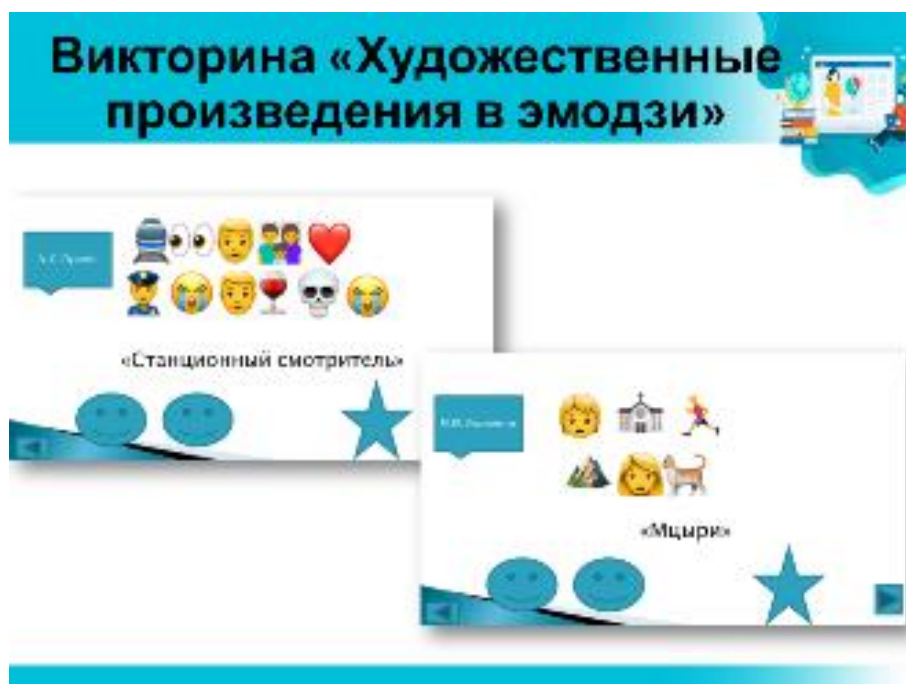 Викторина «Художественные
произведения в эмодзи»
«Станционный смотритель»
«Мцыри»